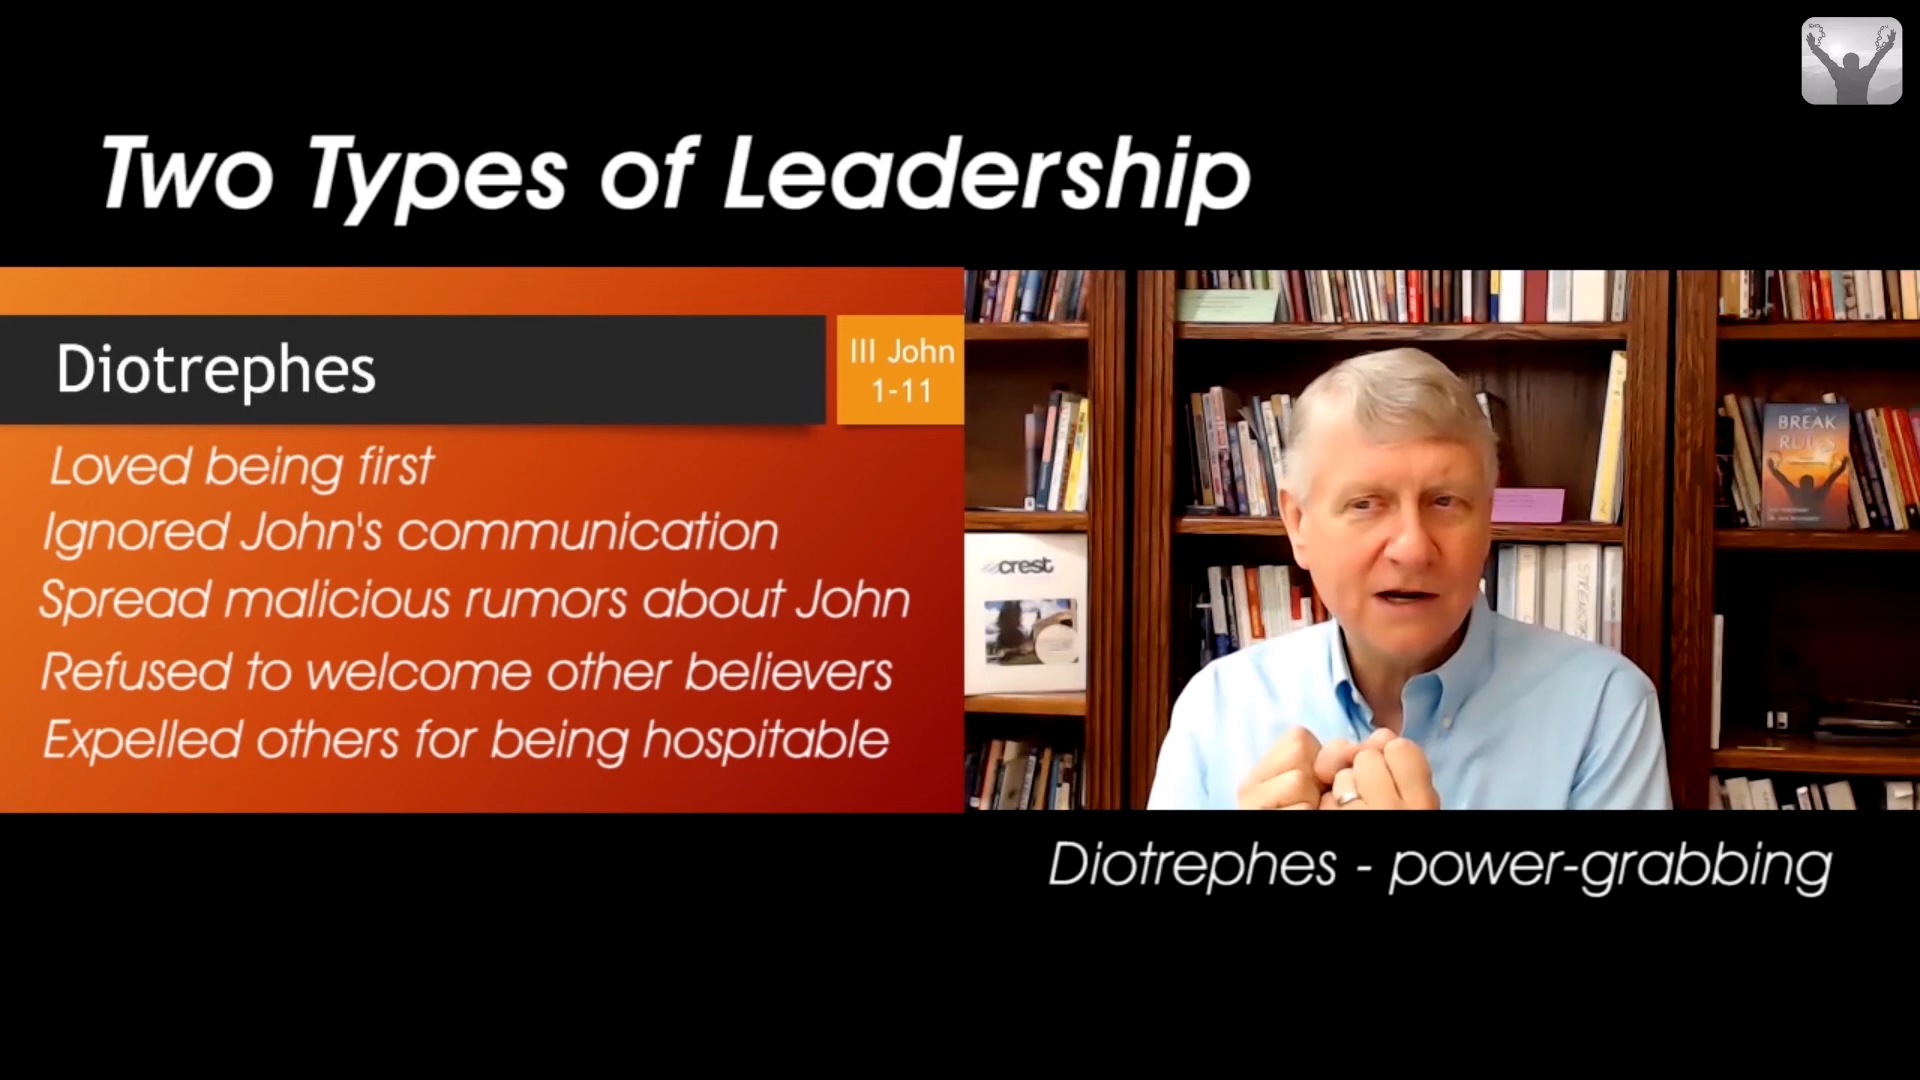 Two Types of Leadership
Diotrephes
III John
1-11
Loved being first
Ignored John's communication
Spread malicious rumors about John
Refused to welcome other believers
Expelled others for being hospitable
crest
BREAK
RULES
Diotrephes - power-grabbing